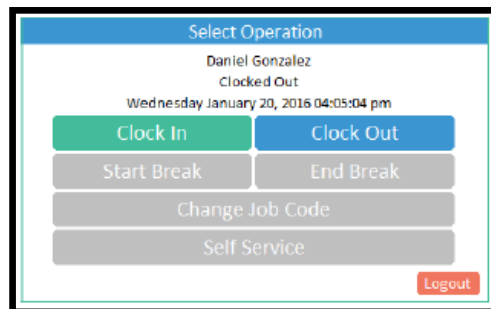 Select Operation
Daniel Gonzalez
Clocked Out
Wednesday January 20, 2016 04:05:04 pm
Clock In Clock Out
Start Break End Break
Change Job Code
Self Service
Logout